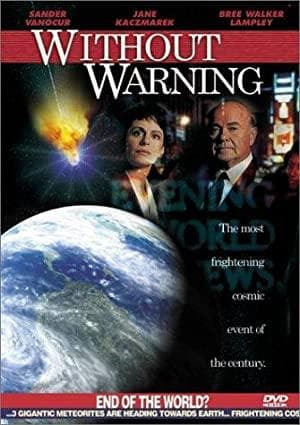 SANDER JANE BREE WALKER
VANOCUR KACZMAREK LAMPLEY
WITHOUT
WARNING
EVENING
WORLD
NEWS
The most
frightening
cosmic
event of
the century.
END OF THE WORLD?
DVD
VIDEO
...3 GIGANTIC METEORITES ARE HEADING TOWARDS EARTH... FRIGHTENING COS